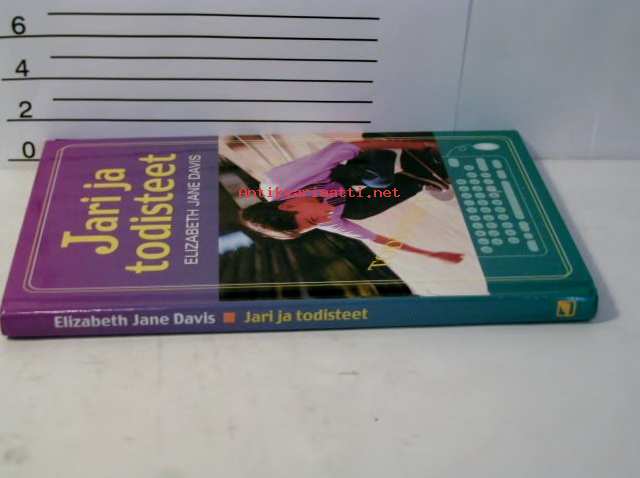 6
4
2
0
Jari ja
todisteet
ELIZABETH JANE DAVIS
Antikvariaatti.net
Elizabeth Jane Davis ■ Jari ja todisteet